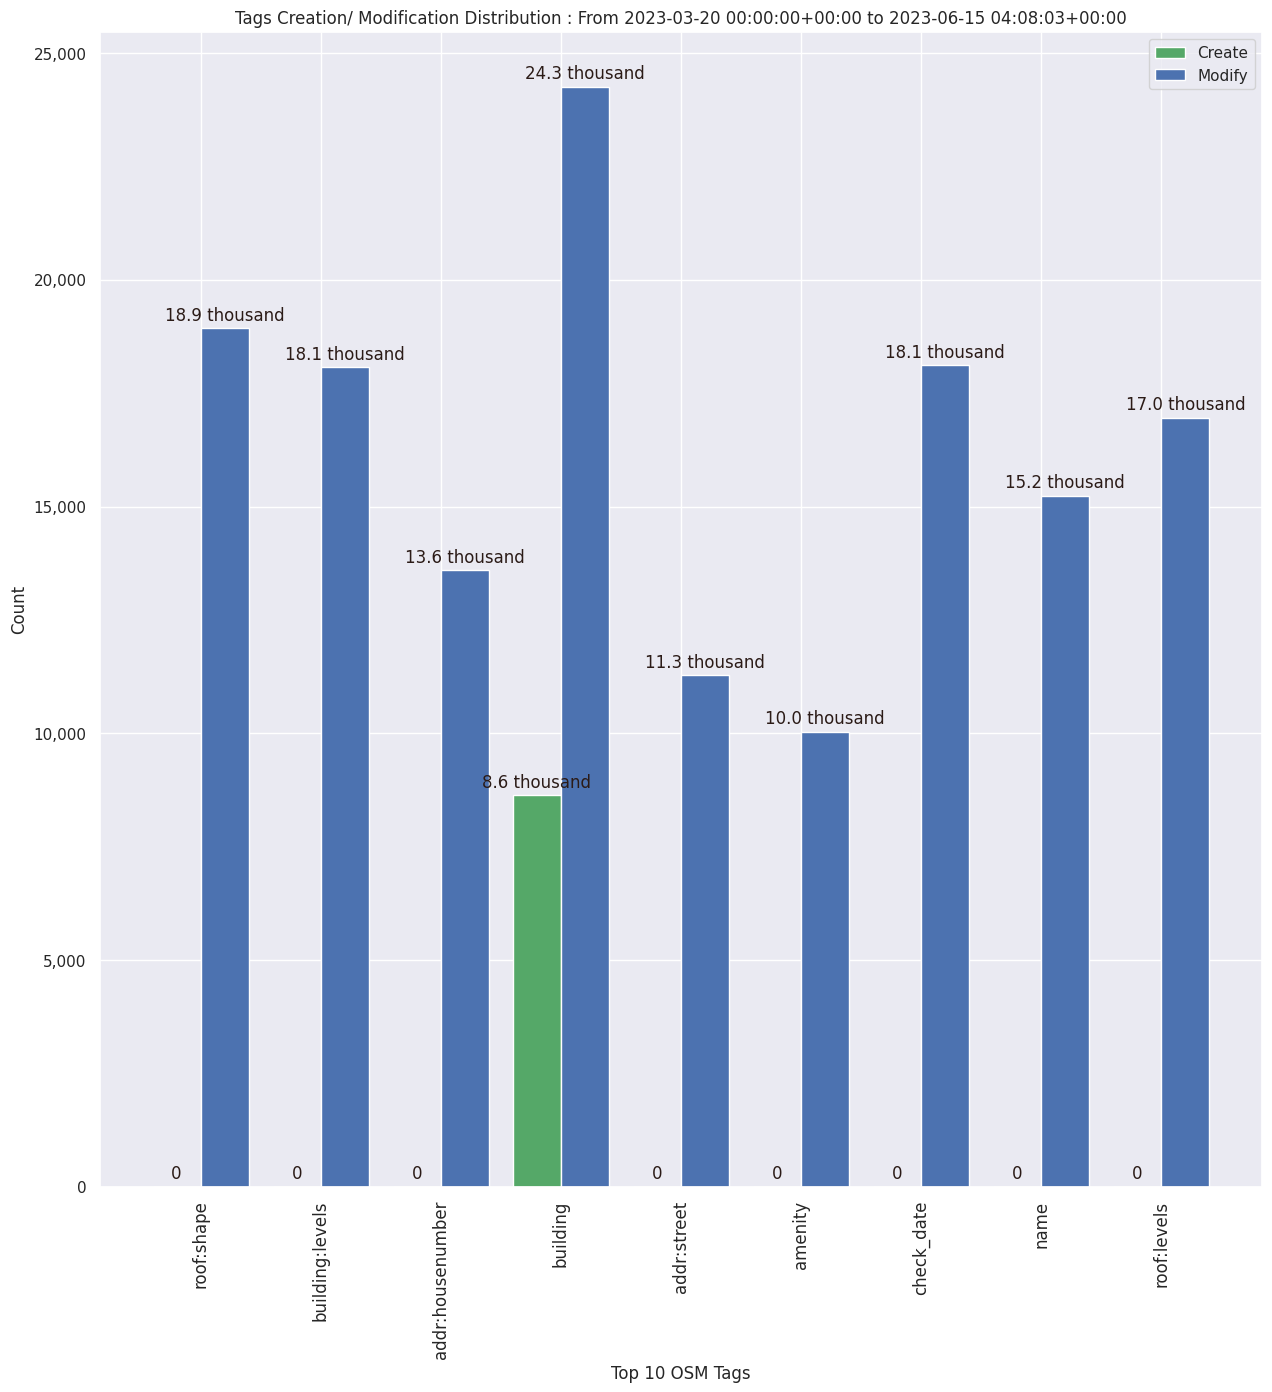 Tags Creation/ Modification Distribution : From 2023-03-20 00:00:00+00:00 to 2023-06-15 04:08:03+00:00
Create
Modify
25,000
20,000
15,000
10,000
5,000
0
Count
24.3 thousand
18.9 thousand
18.1 thousand
18.1 thousand
17.0 thousand
15.2 thousand
13.6 thousand
11.3 thousand
10.0 thousand
8.6 thousand
0
0
0
0
0
0
0
0
roof:shape
building:levels
addr:housenumber
building
addr:street
amenity
check_date
name
roof:levels
Top 10 OSM Tags